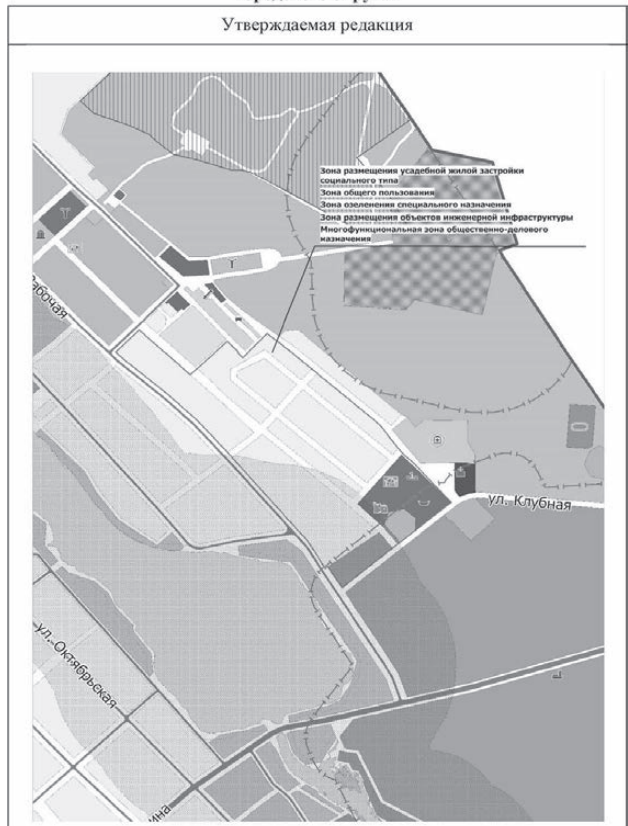 Утверждаемая редакция
Зона размещения усадебной жилой застройки
социального типа
Зона общего пользования
Зона озеленения специального назначения
Зона размещения объектов инженерной инфраструктуры
Многофункциональная зона общественно-делового
назначения
Рабочая
ул. Клубная
ул. Октябрьская
ина